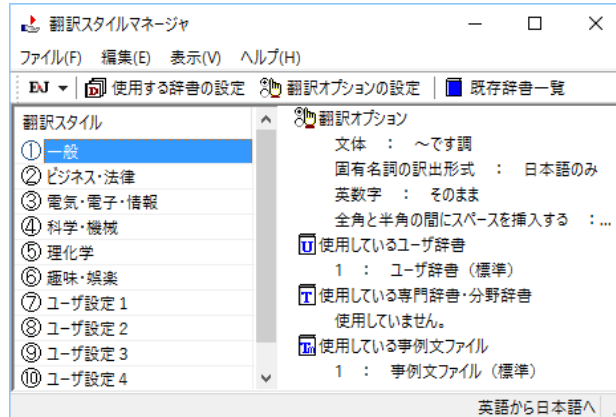 翻訳スタイルマネージャ
ファイル(F) 編集(E) 表示(V) ヘルプ(H)
EJ 使用する辞書の設定 翻訳オプションの設定 既存辞書一覧
翻訳スタイル
① 一般
② ビジネス・法律
③ 電気・電子・情報
④ 科学・機械
⑤ 理化学
⑥ 趣味・娯楽
⑦ ユーザ設定 1
⑧ ユーザ設定 2
⑨ ユーザ設定 3
⑩ ユーザ設定 4
翻訳オプション
文体 : ～です調
固有名詞の訳出形式 : 日本語のみ
英数字 : そのまま
全角と半角の間にスペースを挿入する :...
U 使用しているユーザ辞書
1 : ユーザ辞書（標準）
T 使用している専門辞書・分野辞書
使用していません。
Tm 使用している事例文ファイル
1 : 事例文ファイル（標準）
英語から日本語へ